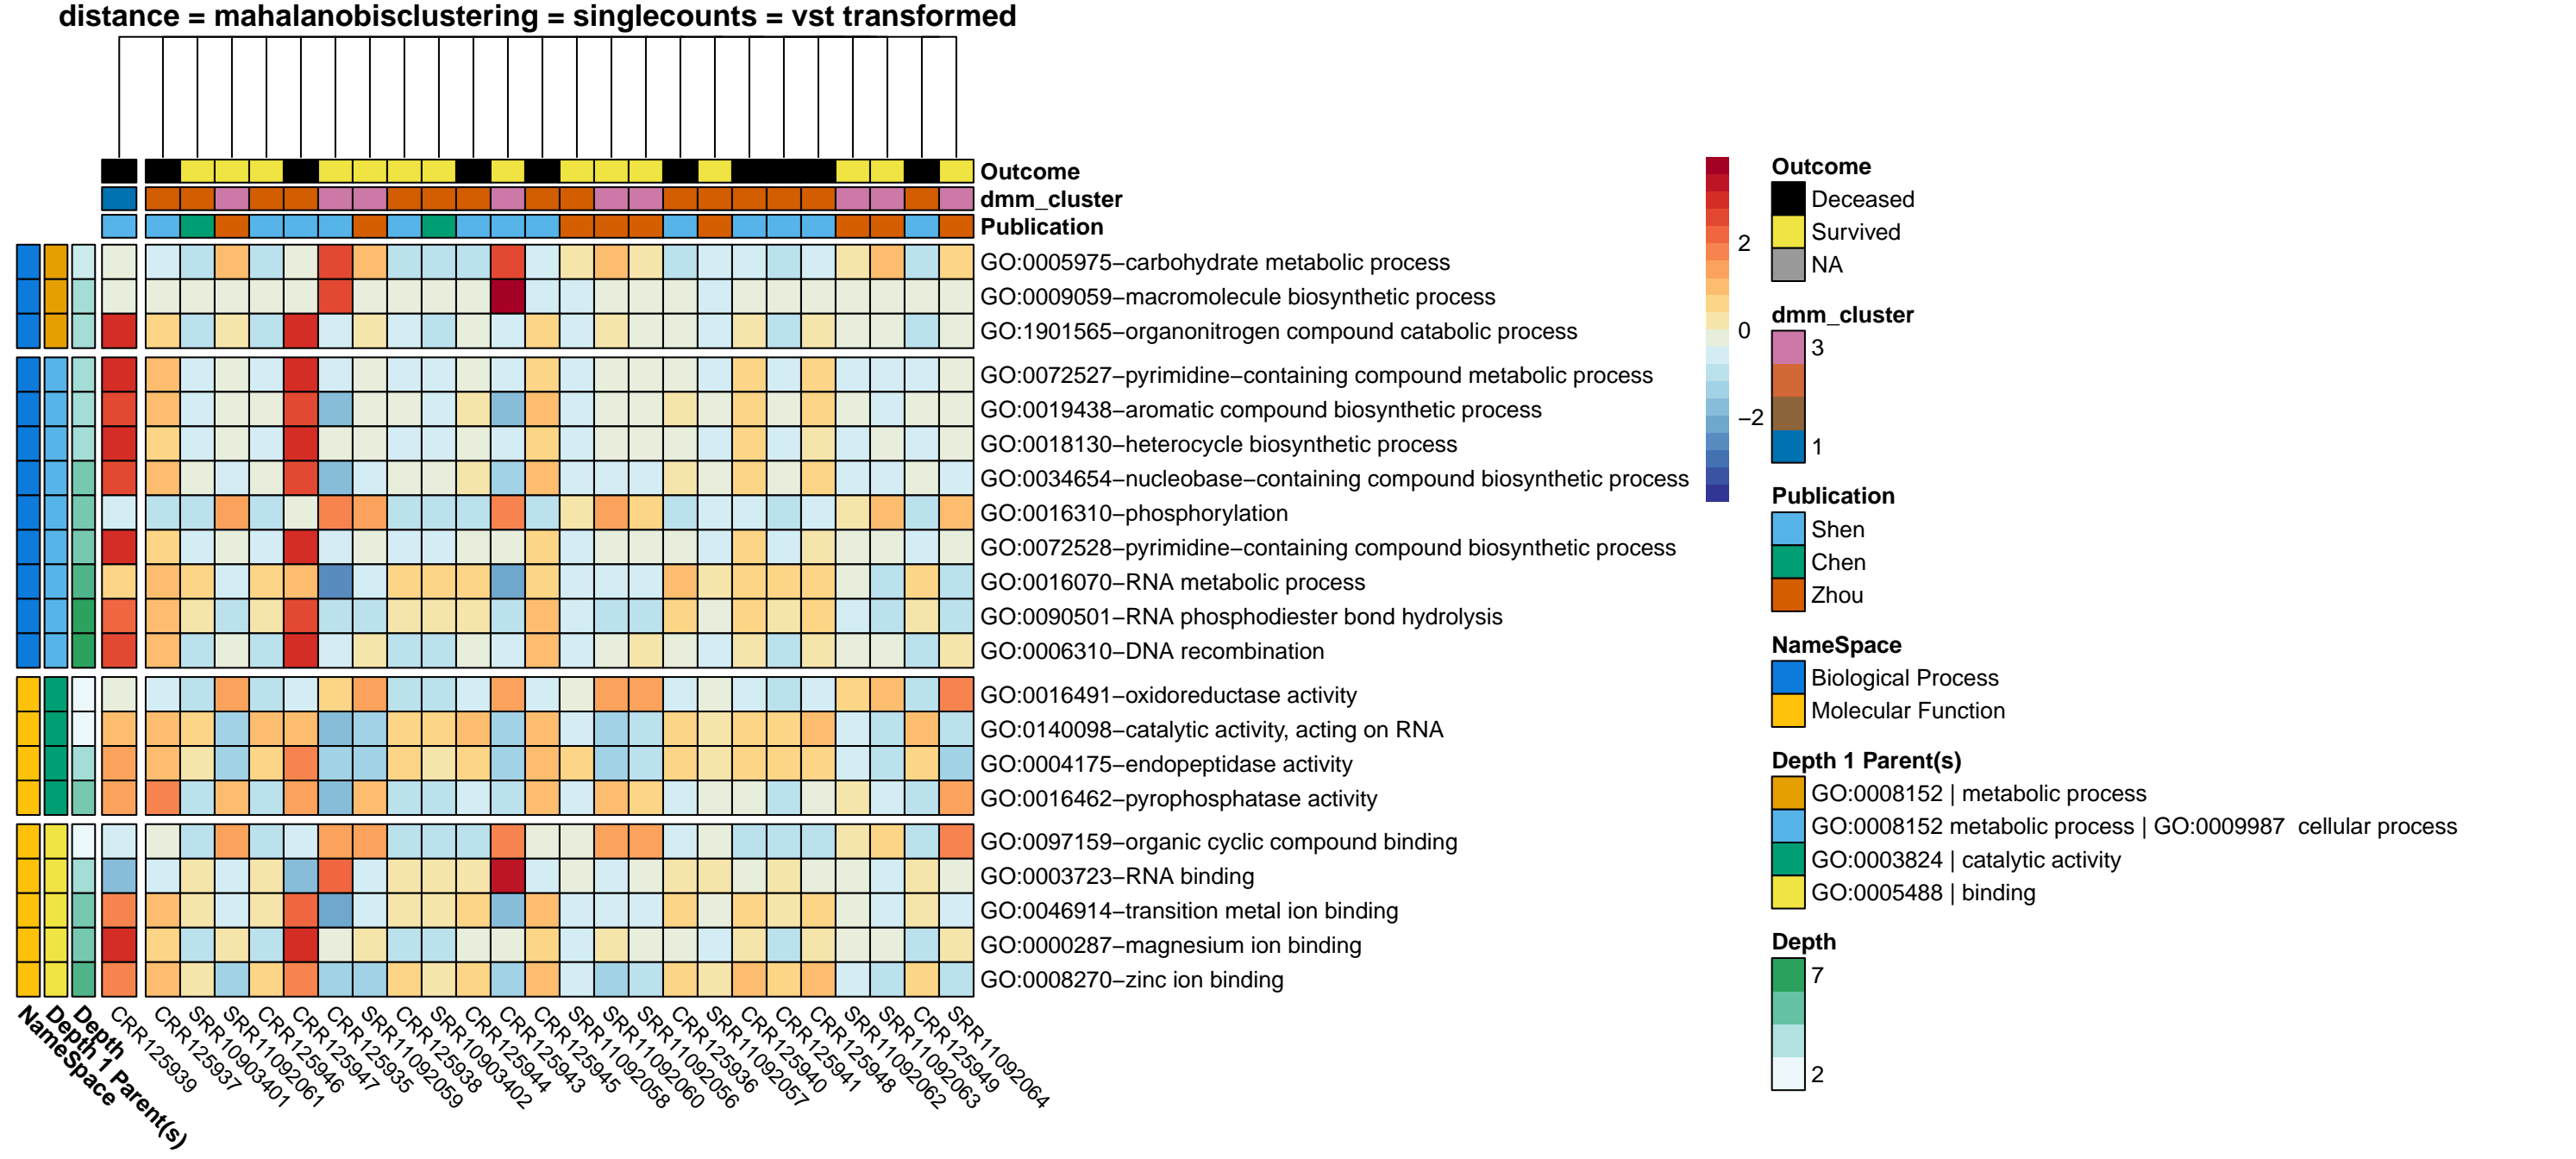 distance = mahalanobisclustering = singlecounts = vst transformed
Outcome
dmm_cluster
Publication
GO:0005975−carbohydrate metabolic process
GO:0009059−macromolecule biosynthetic process
GO:1901565−organonitrogen compound catabolic process
GO:0072527−pyrimidine−containing compound metabolic process
GO:0019438−aromatic compound biosynthetic process
GO:0018130−heterocycle biosynthetic process
GO:0034654−nucleobase−containing compound biosynthetic process
GO:0016310−phosphorylation
GO:0072528−pyrimidine−containing compound biosynthetic process
GO:0016070−RNA metabolic process
GO:0090501−RNA phosphodiester bond hydrolysis
GO:0006310−DNA recombination
GO:0016491−oxidoreductase activity
GO:0140098−catalytic activity, acting on RNA
GO:0004175−endopeptidase activity
GO:0016462−pyrophosphatase activity
GO:0097159−organic cyclic compound binding
GO:0003723−RNA binding
GO:0046914−transition metal ion binding
GO:0000287−magnesium ion binding
GO:0008270−zinc ion binding
NameSpace
Depth 1 Parent(s)
Depth
CRR125939
CRR125937
SRR10903401
SRR11092061
CRR125946
CRR125947
CRR125935
SRR11092059
CRR125938
SRR10903402
CRR125944
CRR125943
CRR125945
SRR11092058
SRR11092060
SRR11092056
CRR125936
SRR11092057
CRR125940
CRR125941
CRR125948
SRR11092062
SRR11092063
CRR125949
SRR11092064
2
0
−2
Outcome
Deceased
Survived
NA
dmm_cluster
3
1
Publication
Shen
Chen
Zhou
NameSpace
Biological Process
Molecular Function
Depth 1 Parent(s)
GO:0008152 | metabolic process
GO:0008152 metabolic process | GO:0009987  cellular process
GO:0003824 | catalytic activity
GO:0005488 | binding
Depth
7
2